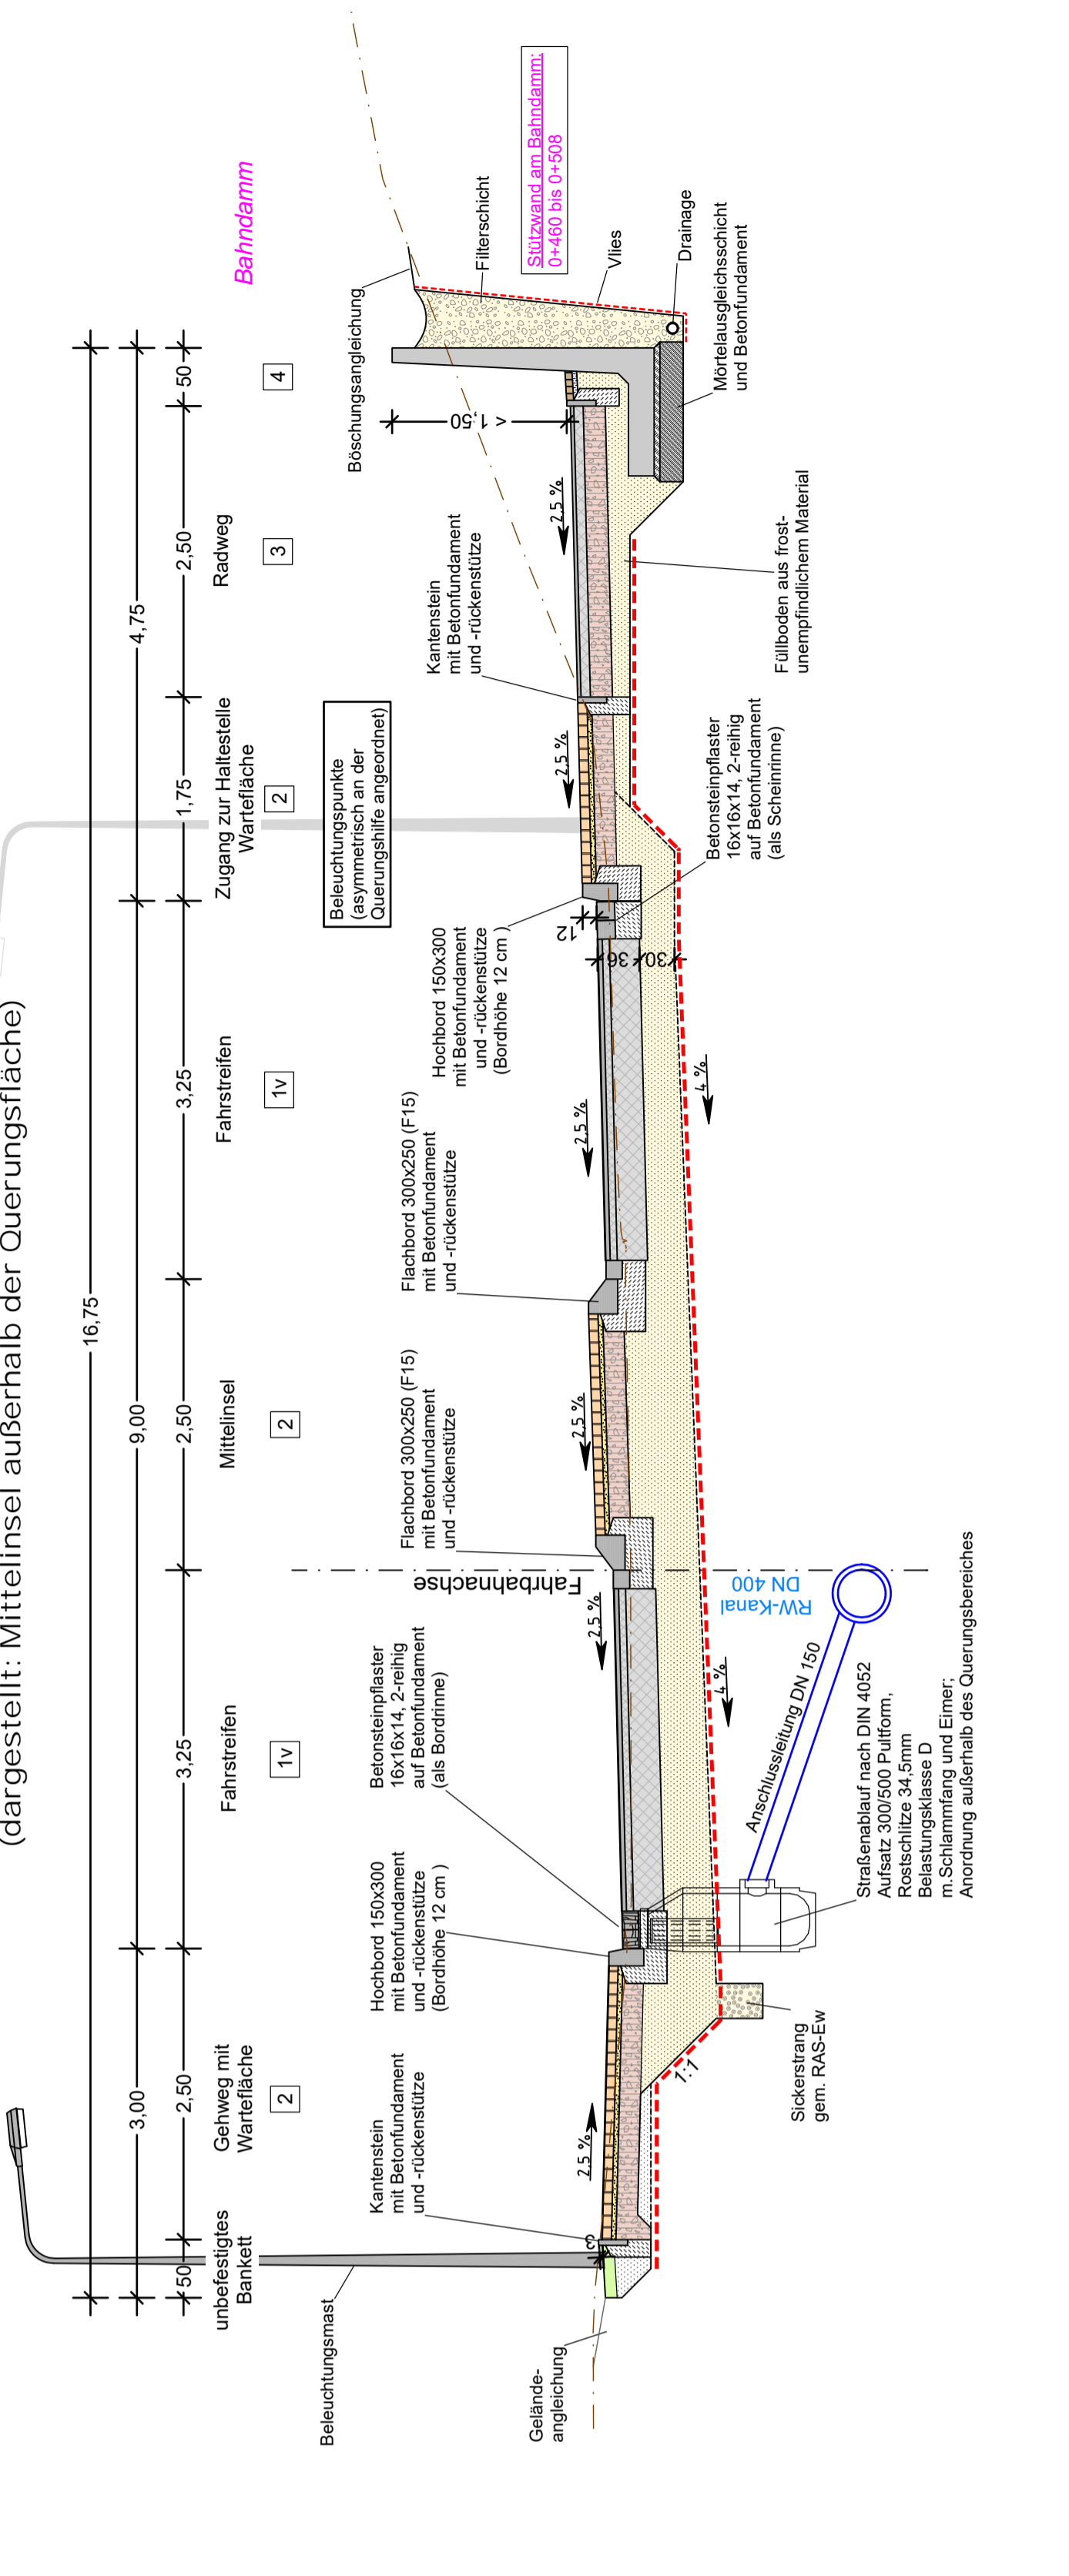 (dargestellt: Mittelinsel außerhalb der Querungsfläche)
16,75
3,00
9,00
4,75
50
2,50
3,25
2,50
3,25
1,75
2,50
50
unbefestigtes
Bankett
Gehweg mit
Wartefläche
Fahrstreifen
Mittelinsel
Fahrstreifen
Zugang zur Haltestelle
Wartefläche
Radweg
Bahndamm
2
1v
2
1v
2
3
4
Beleuchtungsmast
Beleuchtungspunkte
(asymmetrisch an der
Querungshilfe angeordnet)
Böschungsangleichung
Kantenstein
mit Betonfundament
und -rückenstütze
Hochbord 150x300
mit Betonfundament
und -rückenstütze
(Bordhöhe 12 cm )
Betonsteinpflaster
16x16x14, 2-reihig
auf Betonfundament
(als Bordrinne)
Flachbord 300x250 (F15)
mit Betonfundament
und -rückenstütze
Flachbord 300x250 (F15)
mit Betonfundament
und -rückenstütze
Hochbord 150x300
mit Betonfundament
und -rückenstütze
(Bordhöhe 12 cm )
Kantenstein
mit Betonfundament
und -rückenstütze
Fahrbahnachse
< 1,50
Filterschicht
Stützwand am Bahndamm:
0+460 bis 0+508
Vlies
Drainage
Mörtelausgleichsschicht
und Betonfundament
Gelände-
angleichung
3
2.5 %
2.5 %
2.5 %
2.5 %
2.5 %
2.5 %
12
36
30
1:1
4 %
4 %
RW-Kanal
DN 400
Anschlussleitung DN 150
Betonsteinpflaster
16x16x14, 2-reihig
auf Betonfundament
(als Scheinrinne)
Füllboden aus frost-
unempfindlichem Material
Sickerstrang
gem. RAS-Ew
Straßenablauf nach DIN 4052
Aufsatz 300/500 Pultform,
Rostschlitze 34,5mm
Belastungsklasse D
m.Schlammfang und Eimer;
Anordnung außerhalb des Querungsbereiches